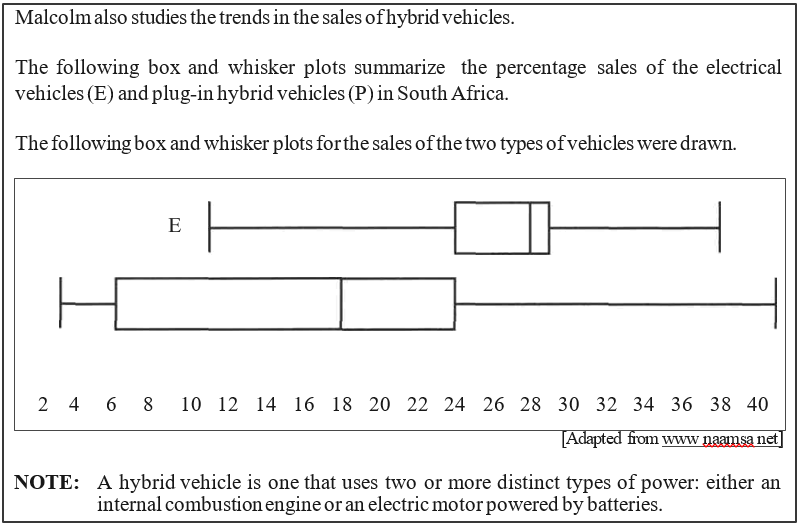 Malcolm also studies the trends in the sales of hybrid vehicles.
The following box and whisker plots summarize the percentage sales of the electrical
vehicles (E) and plug-in hybrid vehicles (P) in South Africa.
The following box and whisker plots for the sales of the two types of vehicles were drawn.
E
2 4 6 8 10 12 14 16 18 20 22 24 26 28 30 32 34 36 38 40
[Adapted from www naamsa net]
NOTE: A hybrid vehicle is one that uses two or more distinct types of power: either an
internal combustion engine or an electric motor powered by batteries.